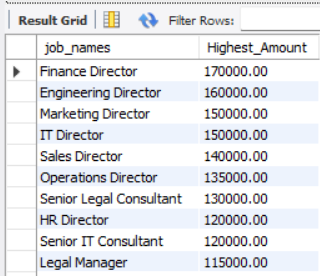 Result Grid Filter Rows:
job_names Highest_Amount
Finance Director 170000.00
Engineering Director 160000.00
Marketing Director 150000.00
IT Director 150000.00
Sales Director 140000.00
Operations Director 135000.00
Senior Legal Consultant 130000.00
HR Director 120000.00
Senior IT Consultant 120000.00
Legal Manager 115000.00